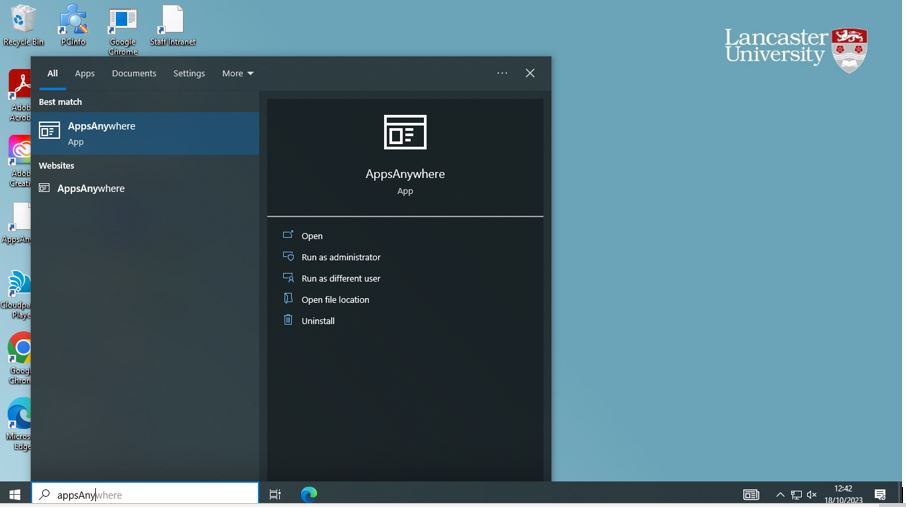 Recycle Bin
PCInfo
Google
Chrome
Staff Intranet
Lancaster
University
All
Apps
Documents
Settings
More
Best match
AppsAnywhere
App
Websites
AppsAnywhere
AppsAnywhere
App
Open
Run as administrator
Run as different user
Open file location
Uninstall
Adob
Acrob
Adob
Creati
AppsAn
Cloudpa
Playe
Goog
Chron
Micros
Edge
appsAnywhere
12:42
18/10/2023